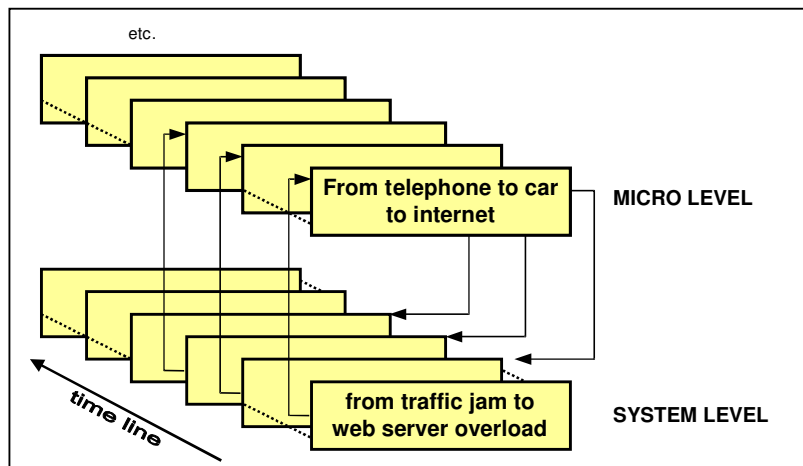 etc.
From telephone to car
to internet
MICRO LEVEL
from traffic jam to
web server overload
SYSTEM LEVEL
time line